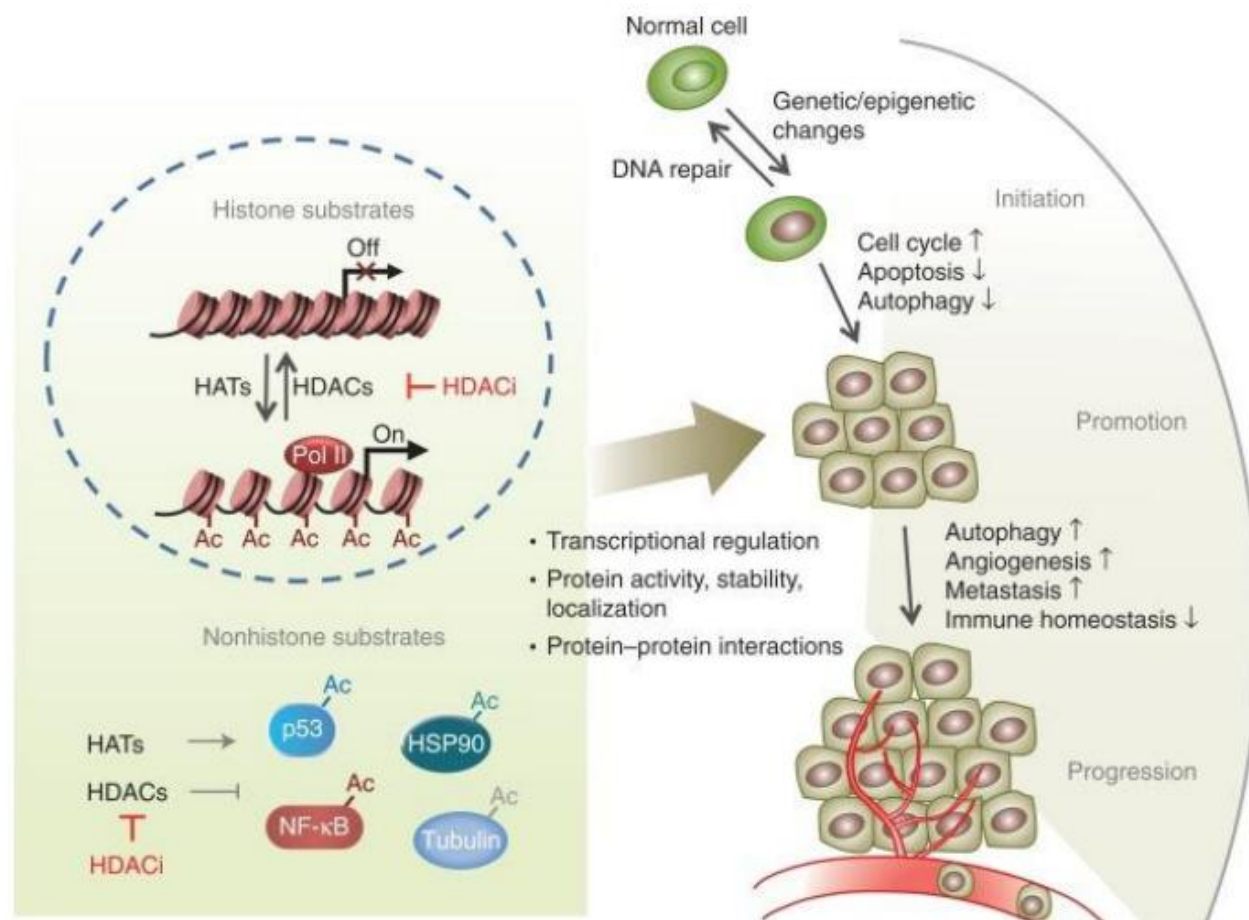 Histone substrates
Off
HATs
HDACs
HDACi
Pol II
On
Ac
Ac
Ac
Ac
Ac
Nonhistone substrates
HATs
HDACs
HDACi
Ac
p53
Ac
HSP90
Ac
NF-κB
Ac
Tubulin
• Transcriptional regulation
• Protein activity, stability,
localization
• Protein–protein interactions
Normal cell
Genetic/epigenetic
changes
DNA repair
Initiation
Cell cycle ↑
Apoptosis ↓
Autophagy ↓
Promotion
Autophagy ↑
Angiogenesis ↑
Metastasis ↑
Immune homeostasis ↓
Progression